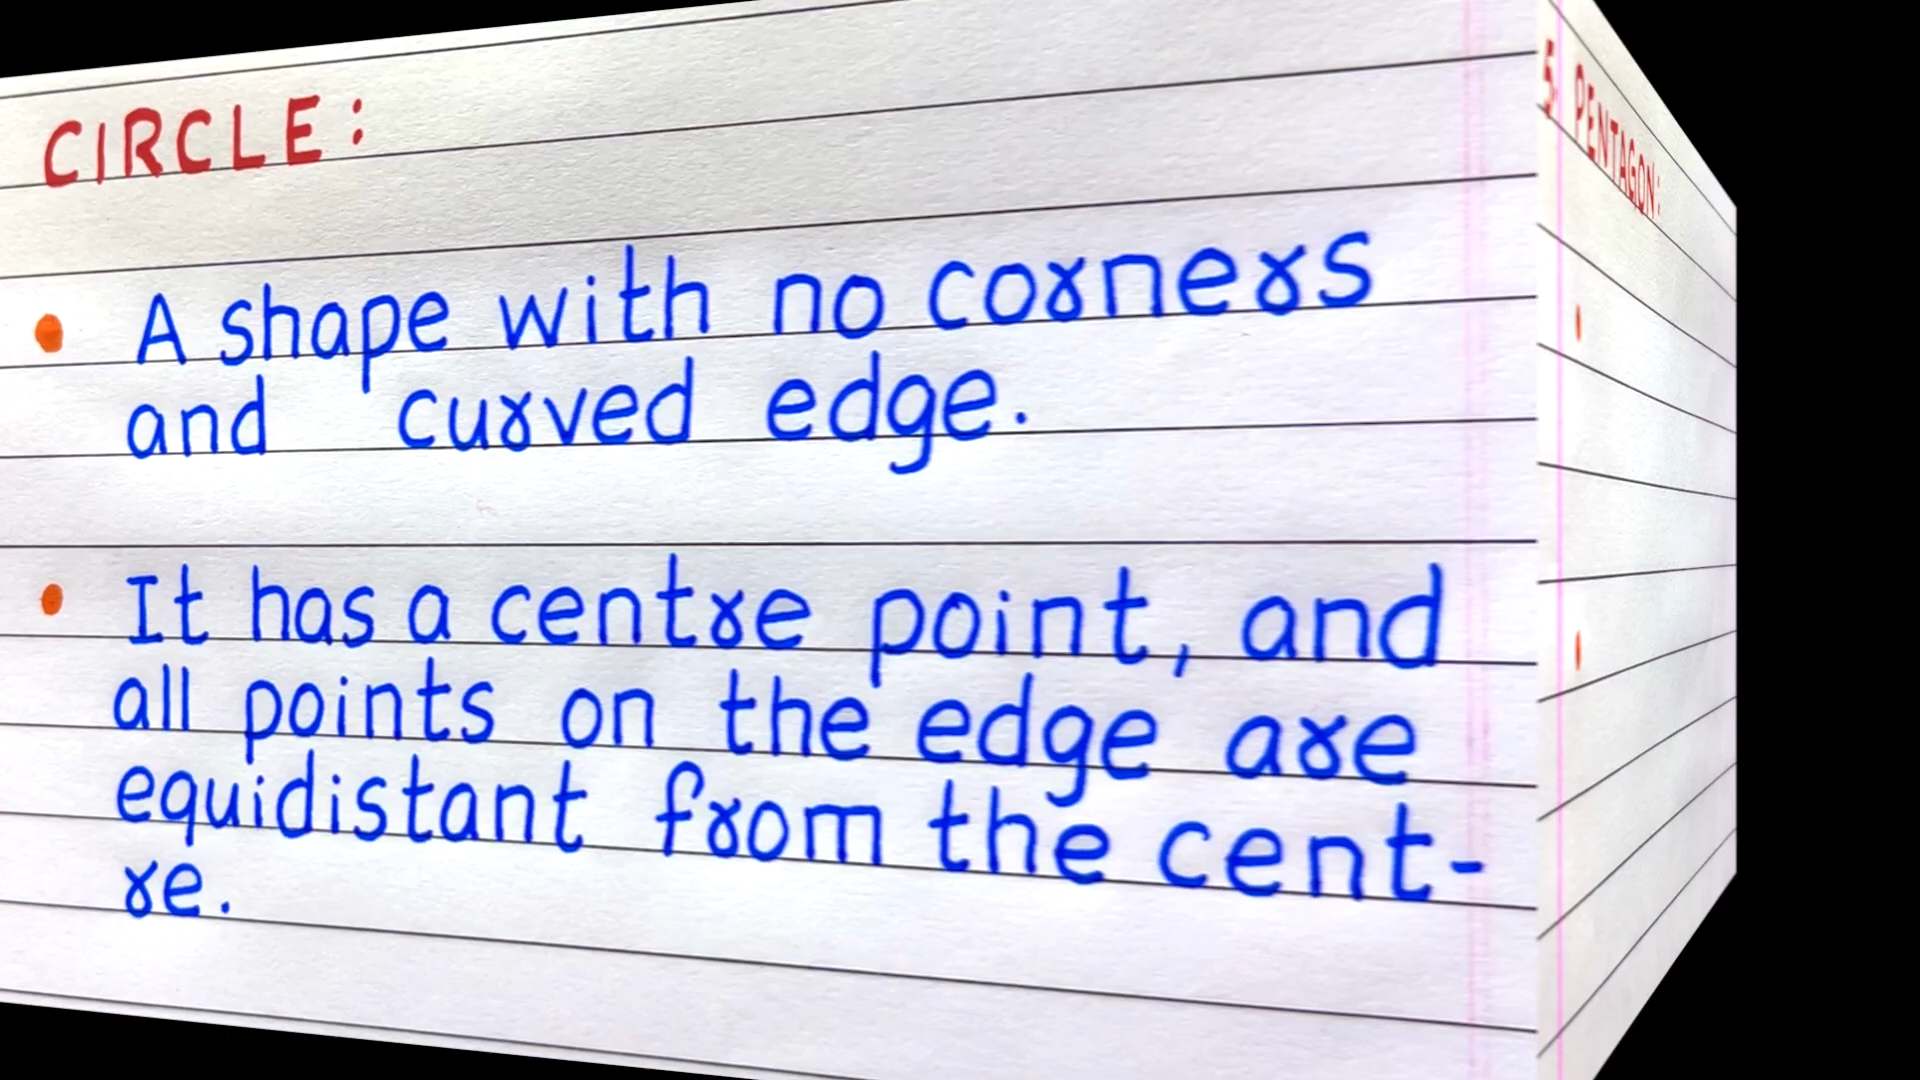 CIRCLE:
• A shape with no corners
and curved edge.
• It has a centre point, and
all points on the edge are
equidistant from the cent-
re.
5 PENTAGON: